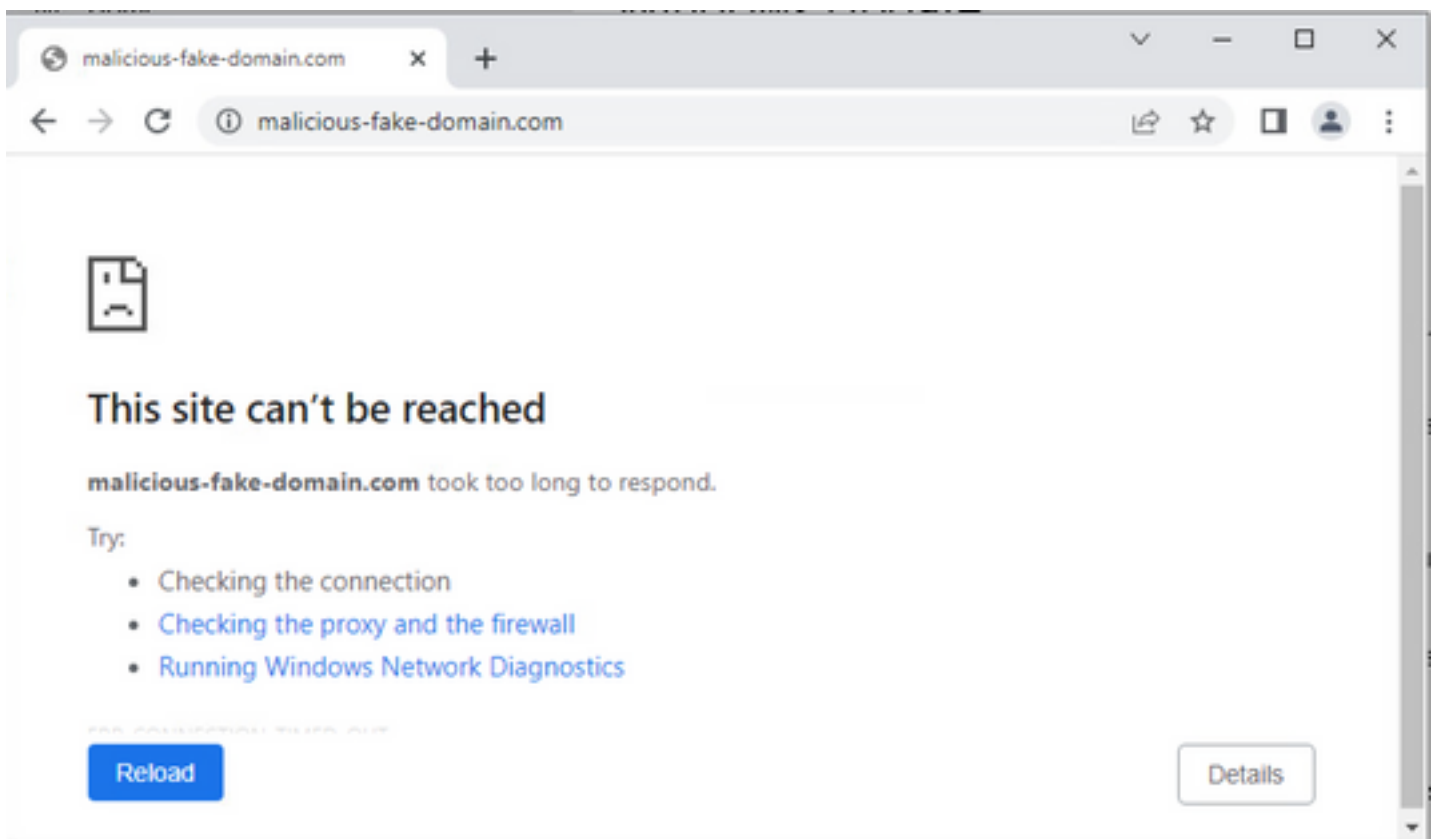 malicious-fake-domain.com
malicious-fake-domain.com
This site can't be reached
malicious-fake-domain.com took too long to respond.
Try:
• Checking the connection
• Checking the proxy and the firewall
• Running Windows Network Diagnostics
ERR_CONNECTION_TIMED_OUT
Reload
Details